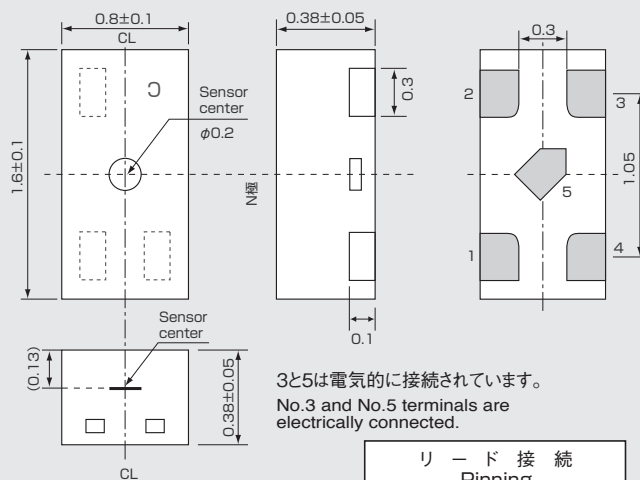 0.8±0.1
CL
1.6±0.1
C
Sensor
center
φ0.2
0.38±0.05
0.3
N極
0.1
0.3
2
3
5
1.05
1
4
(0.13)
Sensor
center
0.38±0.05
CL
3と5は電気的に接続されています。
No.3 and No.5 terminals are
electrically connected.
リード接続
Pinning